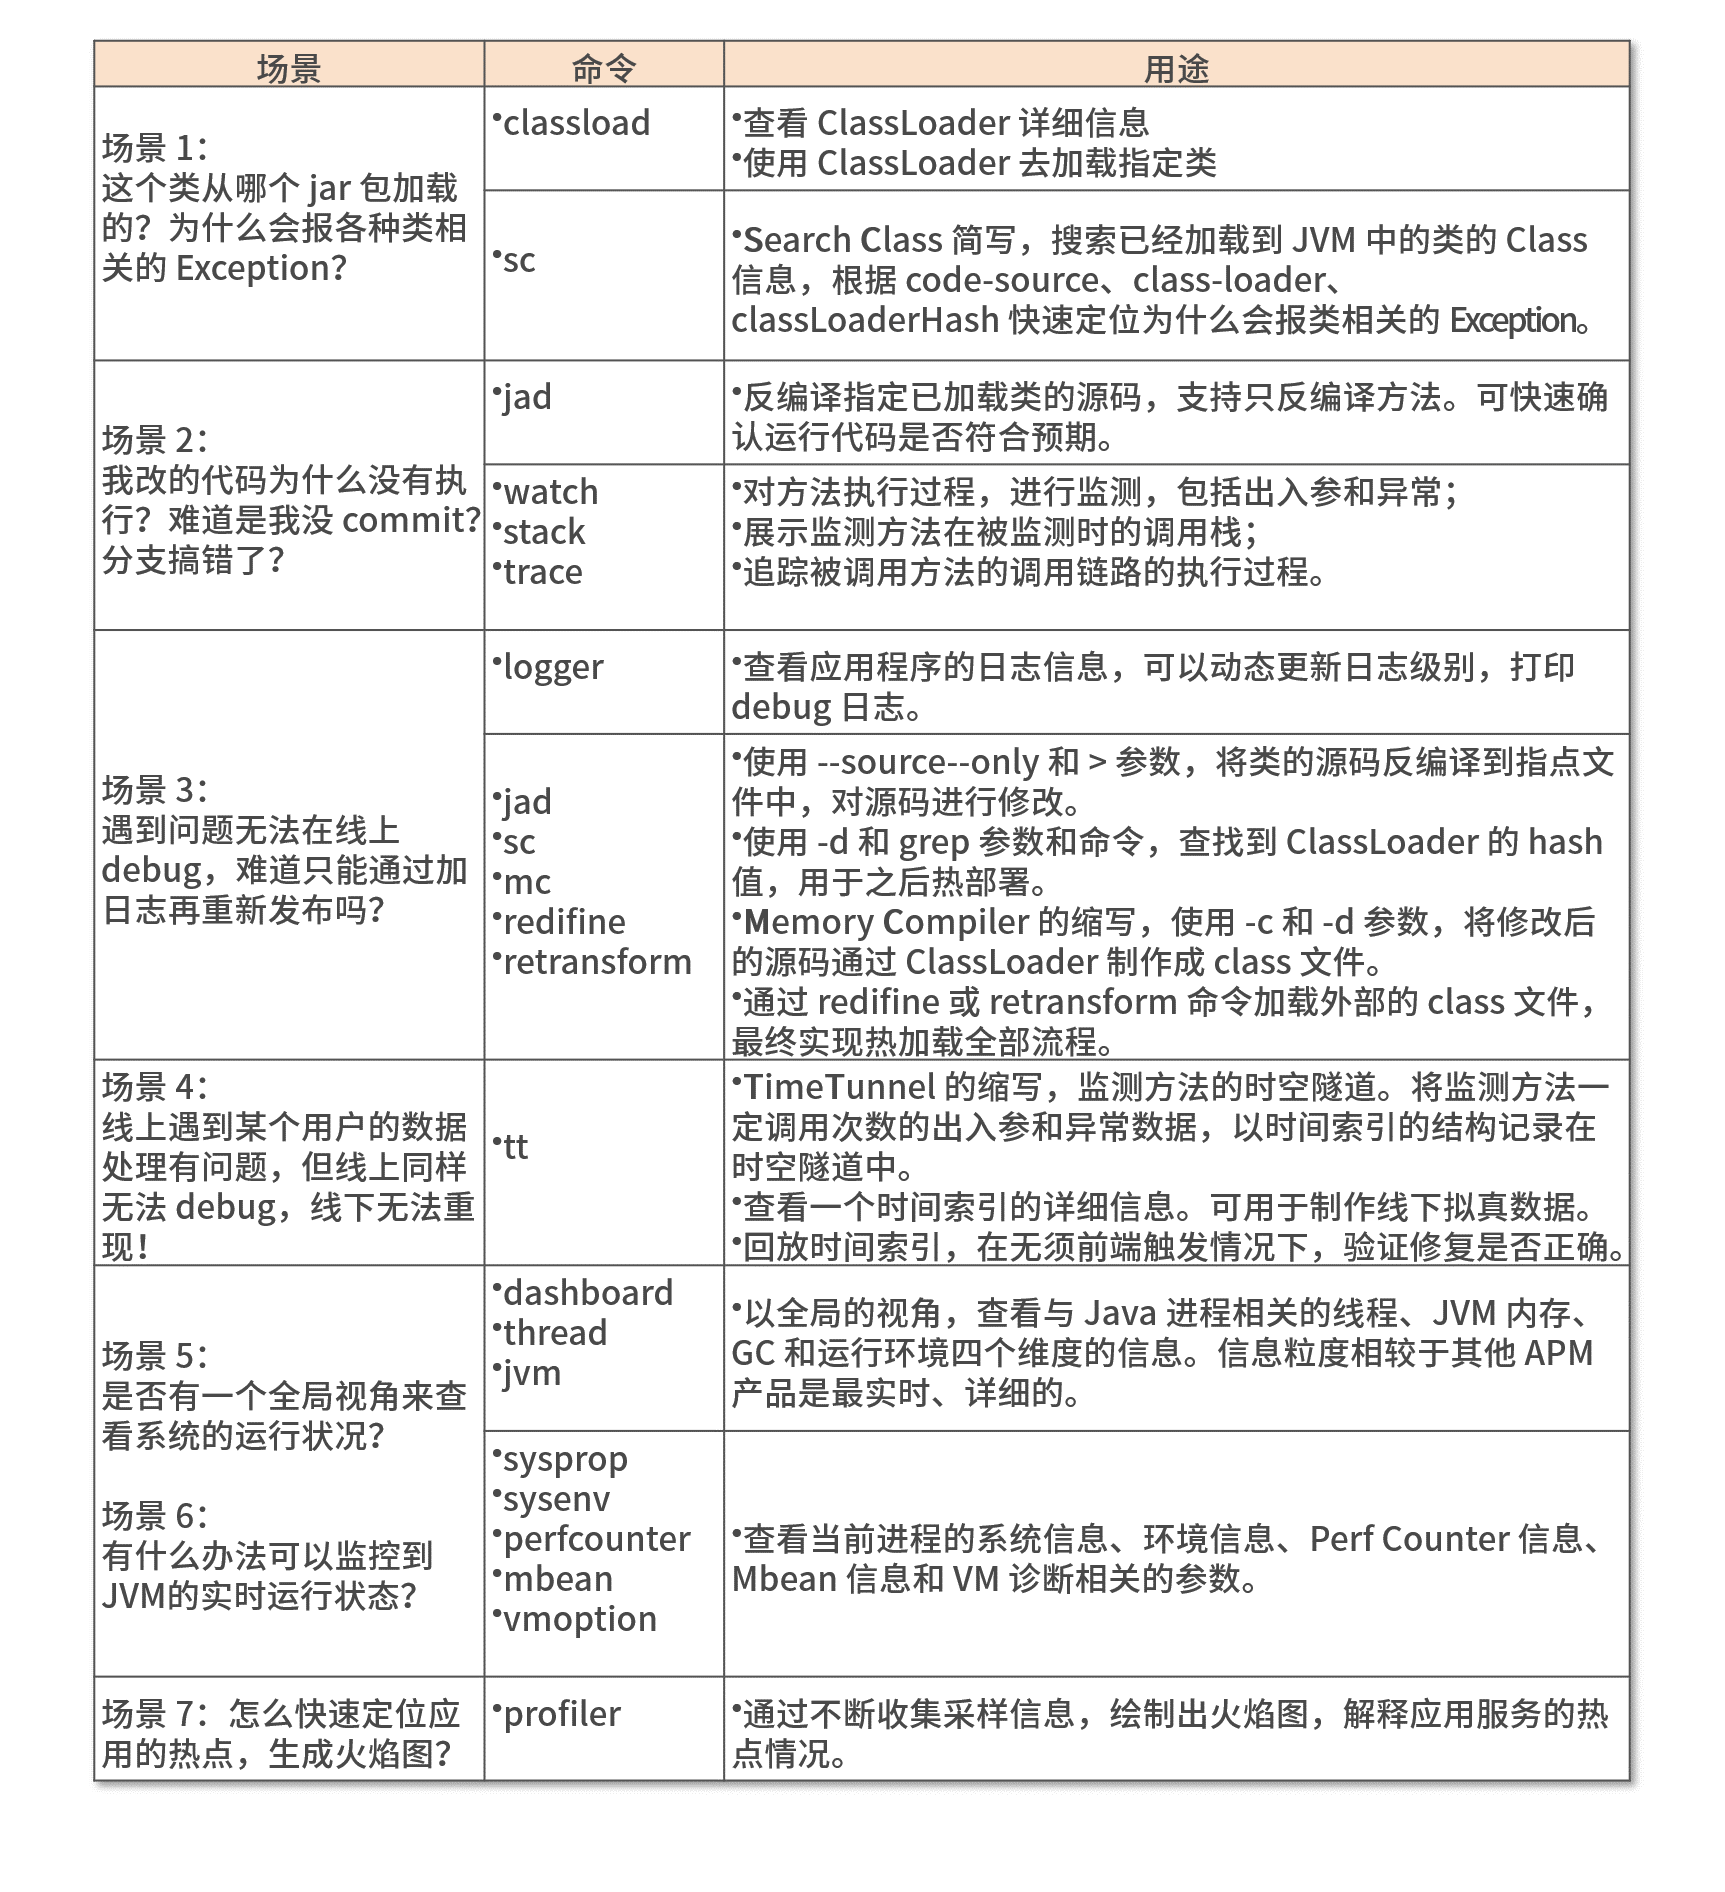 场景
命令
用途
场景 1：
这个类从哪个 jar 包加载
的？为什么会报各种类相
关的 Exception？
•classload
•查看 ClassLoader 详细信息
•使用 ClassLoader 去加载指定类
•sc
•Search Class 简写，搜索已经加载到 JVM 中的类的 Class
信息，根据 code-source、class-loader、
classLoaderHash 快速定位为什么会报类相关的 Exception。
场景 2：
我改的代码为什么没有执
行？难道是我没 commit？
分支搞错了？
•jad
•反编译指定已加载类的源码，支持只反编译方法。可快速确
认运行代码是否符合预期。
•watch
•stack
•trace
•对方法执行过程，进行监测，包括出入参和异常；
•展示监测方法在被监测时的调用栈；
•追踪被调用方法的调用链路的执行过程。
场景 3：
遇到问题无法在线上
debug，难道只能通过加
日志再重新发布吗？
•logger
•查看应用程序的日志信息，可以动态更新日志级别，打印
debug 日志。
•jad
•sc
•mc
•redifine
•retransform
•使用 --source--only 和 > 参数，将类的源码反编译到指点文
件中，对源码进行修改。
•使用 -d 和 grep 参数和命令，查找到 ClassLoader 的 hash
值，用于之后热部署。
•Memory Compiler 的缩写，使用 -c 和 -d 参数，将修改后
的源码通过 ClassLoader 制作成 class 文件。
•通过 redifine 或 retransform 命令加载外部的 class 文件，
最终实现热加载全部流程。
场景 4：
线上遇到某个用户的数据
处理有问题，但线上同样
无法 debug，线下无法重
现！
•tt
•TimeTunnel 的缩写，监测方法的时空隧道。将监测方法一
定调用次数的出入参和异常数据，以时间索引的结构记录在
时空隧道中。
•查看一个时间索引的详细信息。可用于制作线下拟真数据。
•回放时间索引，在无须前端触发情况下，验证修复是否正确。
场景 5：
是否有一个全局视角来查
看系统的运行状况？
场景 6：
有什么办法可以监控到
JVM的实时运行状态？
•dashboard
•thread
•jvm
•以全局的视角，查看与 Java 进程相关的线程、JVM 内存、
GC 和运行环境四个维度的信息。信息粒度相较于其他 APM
产品是最实时、详细的。
•sysprop
•sysenv
•perfcounter
•mbean
•vmoption
•查看当前进程的系统信息、环境信息、Perf Counter 信息、
Mbean 信息和 VM 诊断相关的参数。
场景 7：怎么快速定位应
用的热点，生成火焰图？
•profiler
•通过不断收集采样信息，绘制出火焰图，解释应用服务的热
点情况。